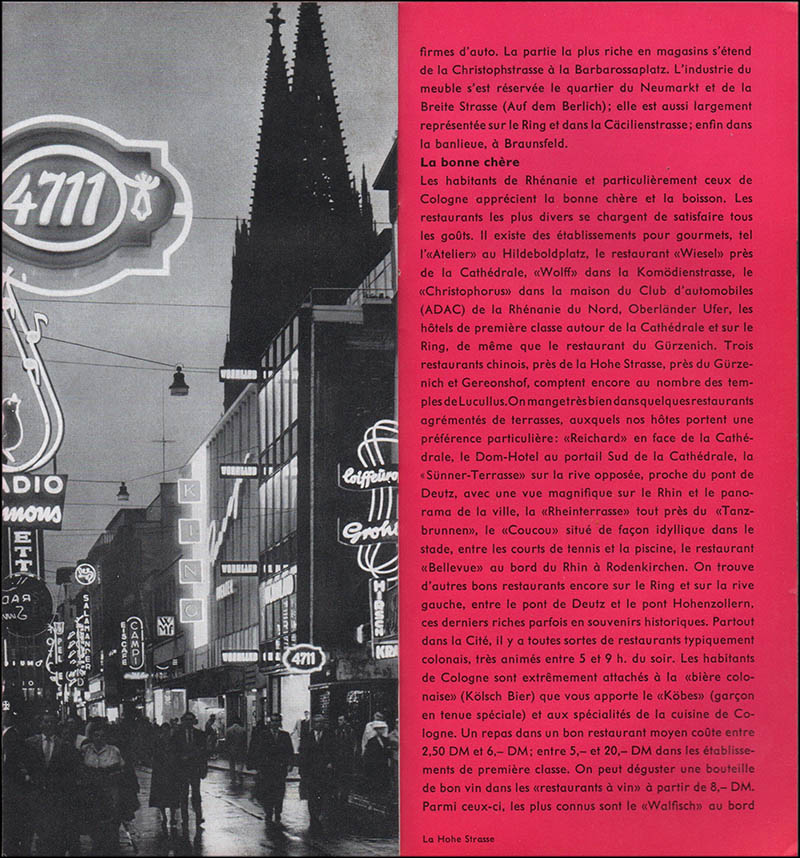 4711
ADIO
mmons
ETT
KING
SALAMANDER
EISCAFE
CAMPI
WMF
4711
Coiffeur
Groh
HIRSCH
KRA
firmes d'auto. La partie la plus riche en magasins s'étend
de la Christophstrasse à la Barbarossaplatz. L'industrie du
meuble s'est réservée le quartier du Neumarkt et de la
Breite Strasse (Auf dem Berlich); elle est aussi largement
représentée sur le Ring et dans la Cäcilienstrasse; enfin dans
la banlieue, à Braunsfeld.
La bonne chère
Les habitants de Rhénanie et particulièrement ceux de
Cologne apprécient la bonne chère et la boisson. Les
restaurants les plus divers se chargent de satisfaire tous
les goûts. Il existe des établissements pour gourmets, tel
l'«Atelier» au Hildeboldplatz, le restaurant «Wiesel» près
de la Cathédrale, «Wolff» dans la Komödienstrasse, le
«Christophorus» dans la maison du Club d'automobiles
(ADAC) de la Rhénanie du Nord, Oberländer Ufer, les
hôtels de première classe autour de la Cathédrale et sur le
Ring, de même que le restaurant du Gürzenich. Trois
restaurants chinois, près de la Hohe Strasse, près du Gürze-
nich et Gereonshof, comptent encore au nombre des tem-
ples de Lucullus. On mange très bien dans quelques restaurants
agrémentés de terrasses, auxquels nos hôtes portent une
préférence particulière: «Reichard» en face de la Cathé-
drale, le Dom-Hotel au portail Sud de la Cathédrale, la
«Sünner-Terrasse» sur la rive opposée, proche du pont de
Deutz, avec une vue magnifique sur le Rhin et le pano-
rama de la ville, la «Rheinterrasse» tout près du «Tanz-
brunnen», le «Coucou» situé de façon idyllique dans le
stade, entre les courts de tennis et la piscine, le restaurant
«Bellevue» au bord du Rhin à Rodenkirchen. On trouve
d'autres bons restaurants encore sur le Ring et sur la rive
gauche, entre le pont de Deutz et le pont Hohenzollern,
ces derniers riches parfois en souvenirs historiques. Partout
dans la Cité, il y a toutes sortes de restaurants typiquement
colonais, très animés entre 5 et 9 h. du soir. Les habitants
de Cologne sont extrêmement attachés à la «bière colo-
naise» (Kölsch Bier) que vous apporte le «Köbes» (garçon
en tenue spéciale) et aux spécialités de la cuisine de Co-
logne. Un repas dans un bon restaurant moyen coûte entre
2,50 DM et 6,– DM; entre 5,– et 20,– DM dans les établisse-
ments de première classe. On peut déguster une bouteille
de bon vin dans les «restaurants à vin» à partir de 8,– DM.
Parmi ceux-ci, les plus connus sont le «Walfisch» au bord
La Hohe Strasse